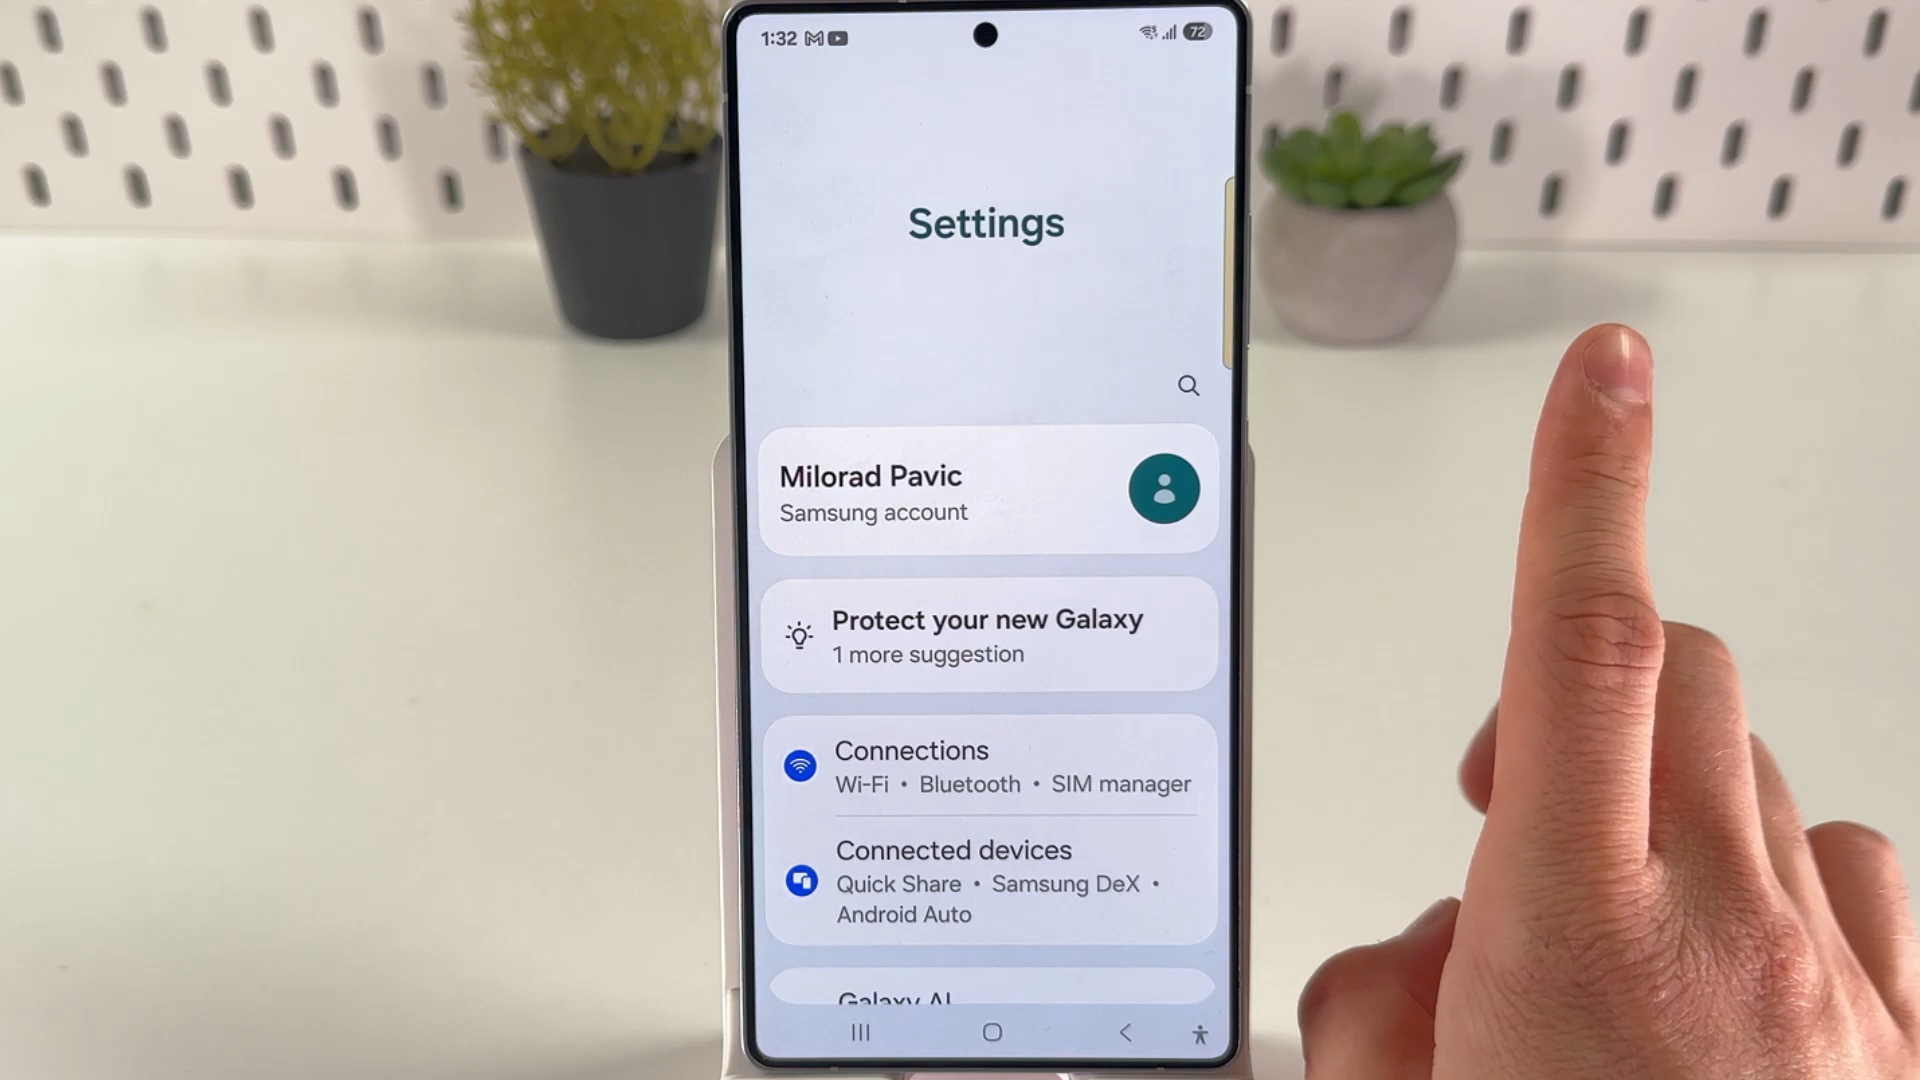 1:32
72
Settings
Milorad Pavic
Samsung account
Protect your new Galaxy
1 more suggestion
Connections
Wi-Fi • Bluetooth • SIM manager
Connected devices
Quick Share • Samsung DeX •
Android Auto
Galaxy AI